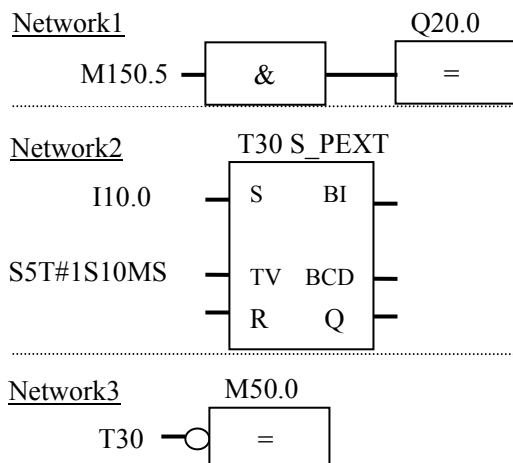 Network1
Q20.0
M150.5 & =
Network2
T30 S_PEXT
I10.0 S BI
S5T#1S10MS TV BCD
R Q
Network3
M50.0
T30 =